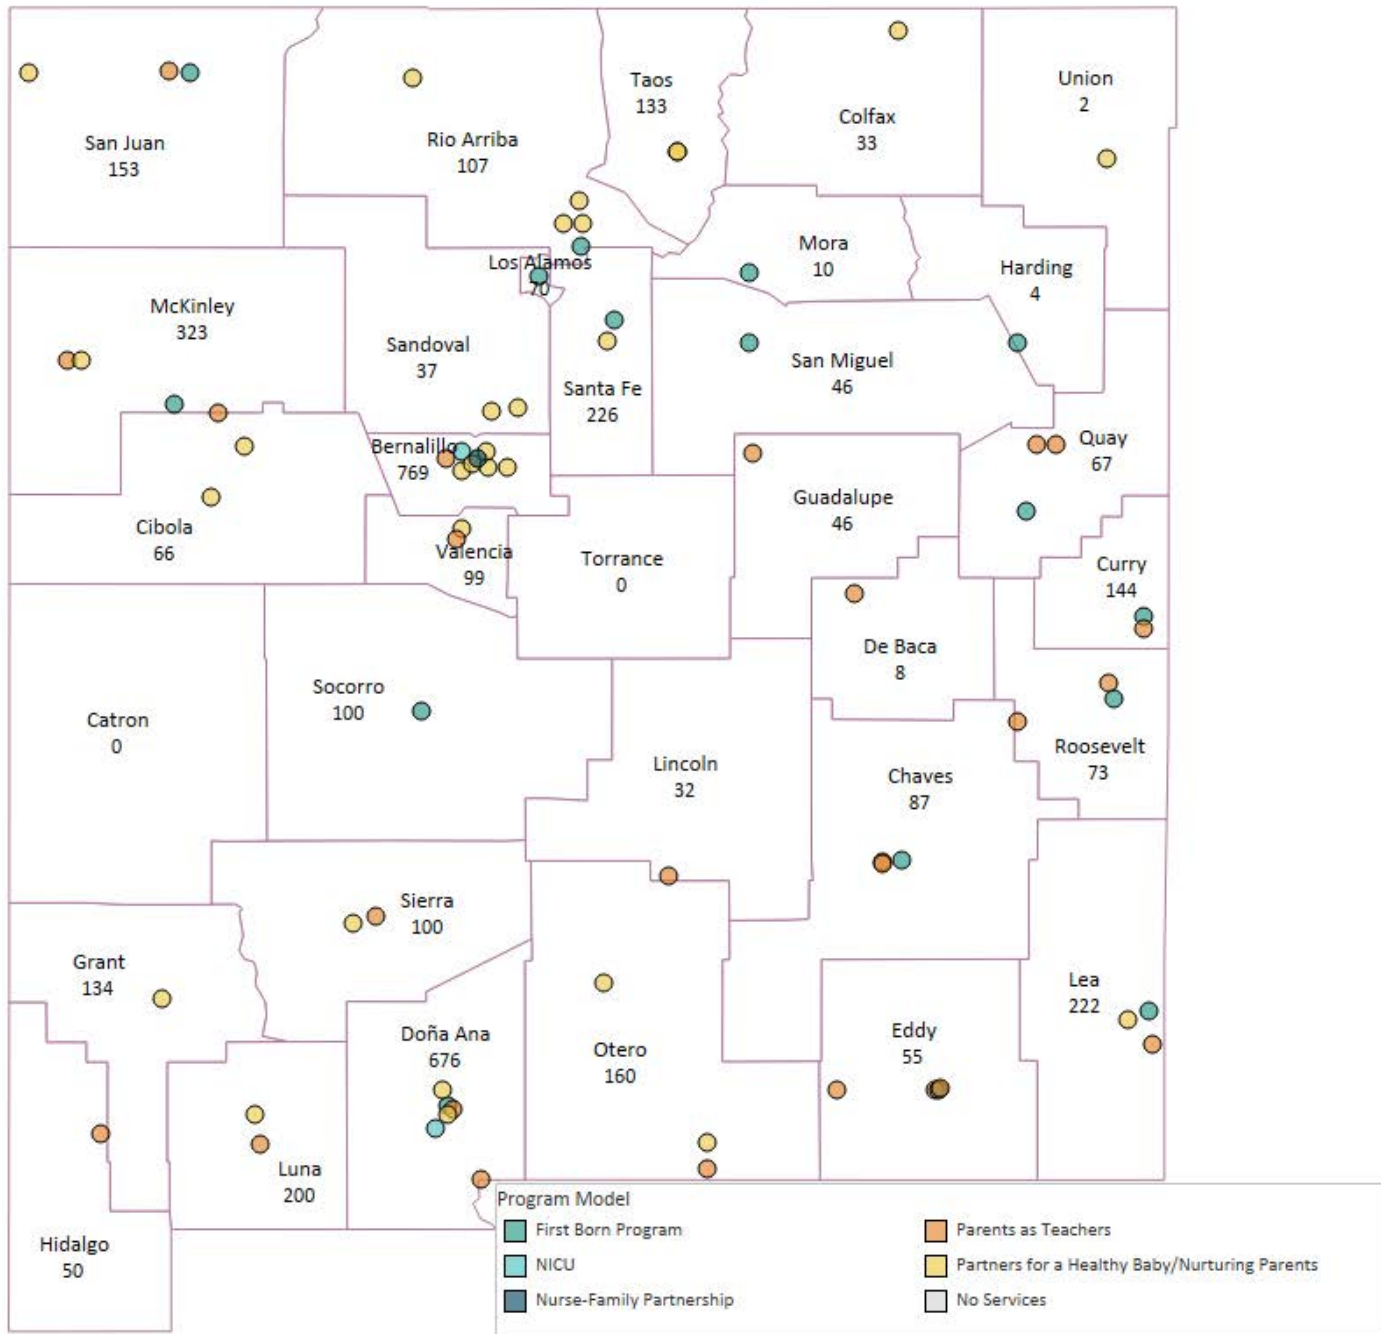 Union
2
Taos
133
Colfax
33
San Juan
153
Rio Arriba
107
Mora
10
Los Alamos
70
Harding
4
McKinley
323
Sandoval
37
San Miguel
46
Santa Fe
226
Bernalillo
769
Quay
67
Guadalupe
46
Cibola
66
Valencia
99
Torrance
0
Curry
144
De Baca
8
Socorro
100
Catron
0
Lincoln
32
Roosevelt
73
Chaves
87
Sierra
100
Grant
134
Lea
222
Doña Ana
676
Eddy
55
Otero
160
Luna
200
Hidalgo
50
Program Model
First Born Program
Parents as Teachers
NICU
Partners for a Healthy Baby/Nurturing Parents
Nurse-Family Partnership
No Services